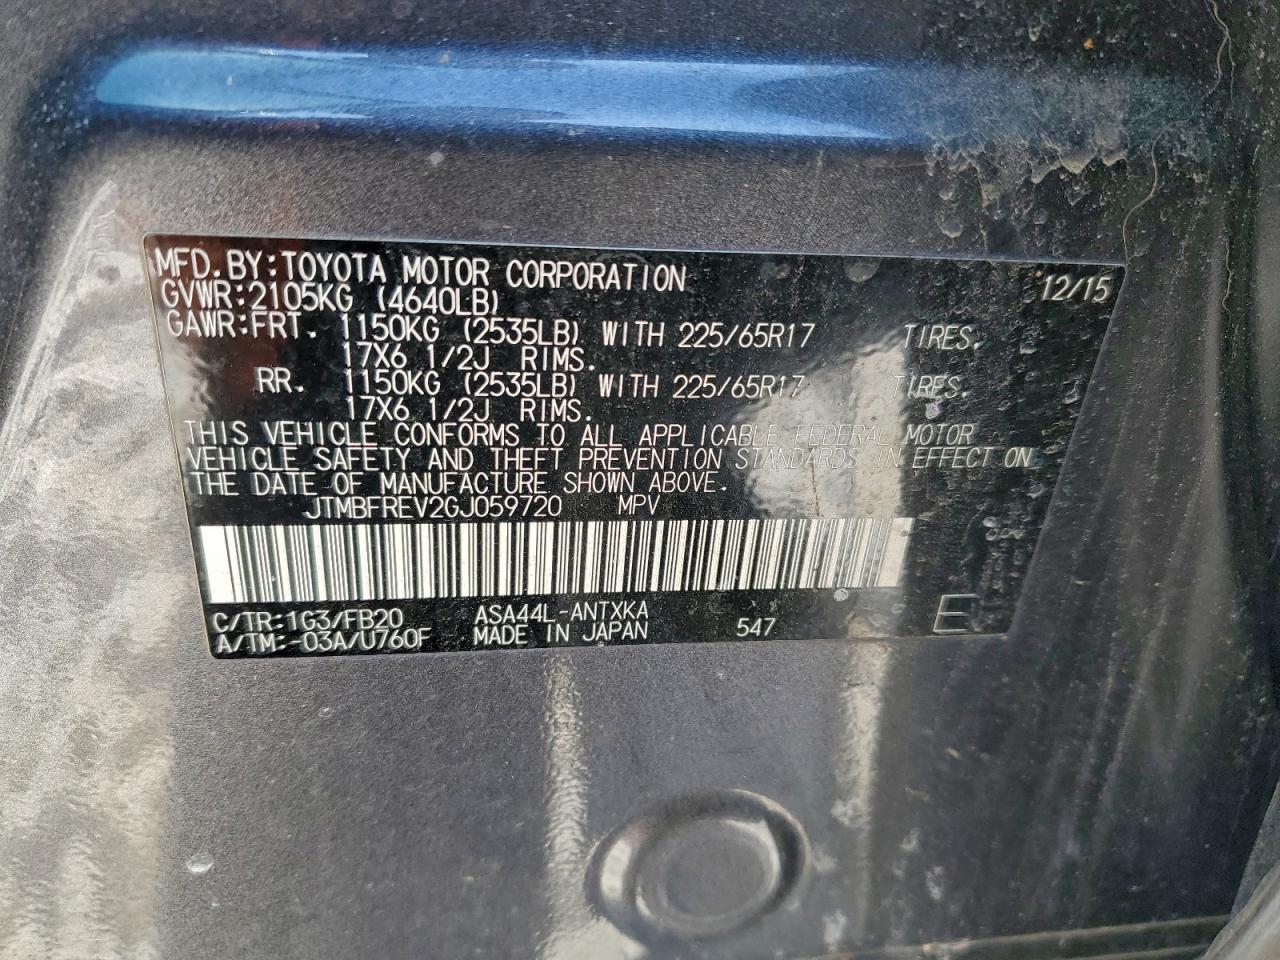 MFD.BY:TOYOTA MOTOR CORPORATION 12/15
GVWR:2105KG (4640LB)
GAWR:FRT. 1150KG (2535LB) WITH 225/65R17 TIRES.
17X6 1/2J RIMS.
RR. 1150KG (2535LB) WITH 225/65R17 TIRES.
17X6 1/2J RIMS.
THIS VEHICLE CONFORMS TO ALL APPLICABLE FEDERAL MOTOR
VEHICLE SAFETY AND THEFT PREVENTION STANDARDS IN EFFECT ON
THE DATE OF MANUFACTURE SHOWN ABOVE.
JTMBFREV2GJ059720 MPV
C/TR:1G3/FB20 ASA44L-ANTXKA
A/TM:-03A/U760F MADE IN JAPAN 547 E